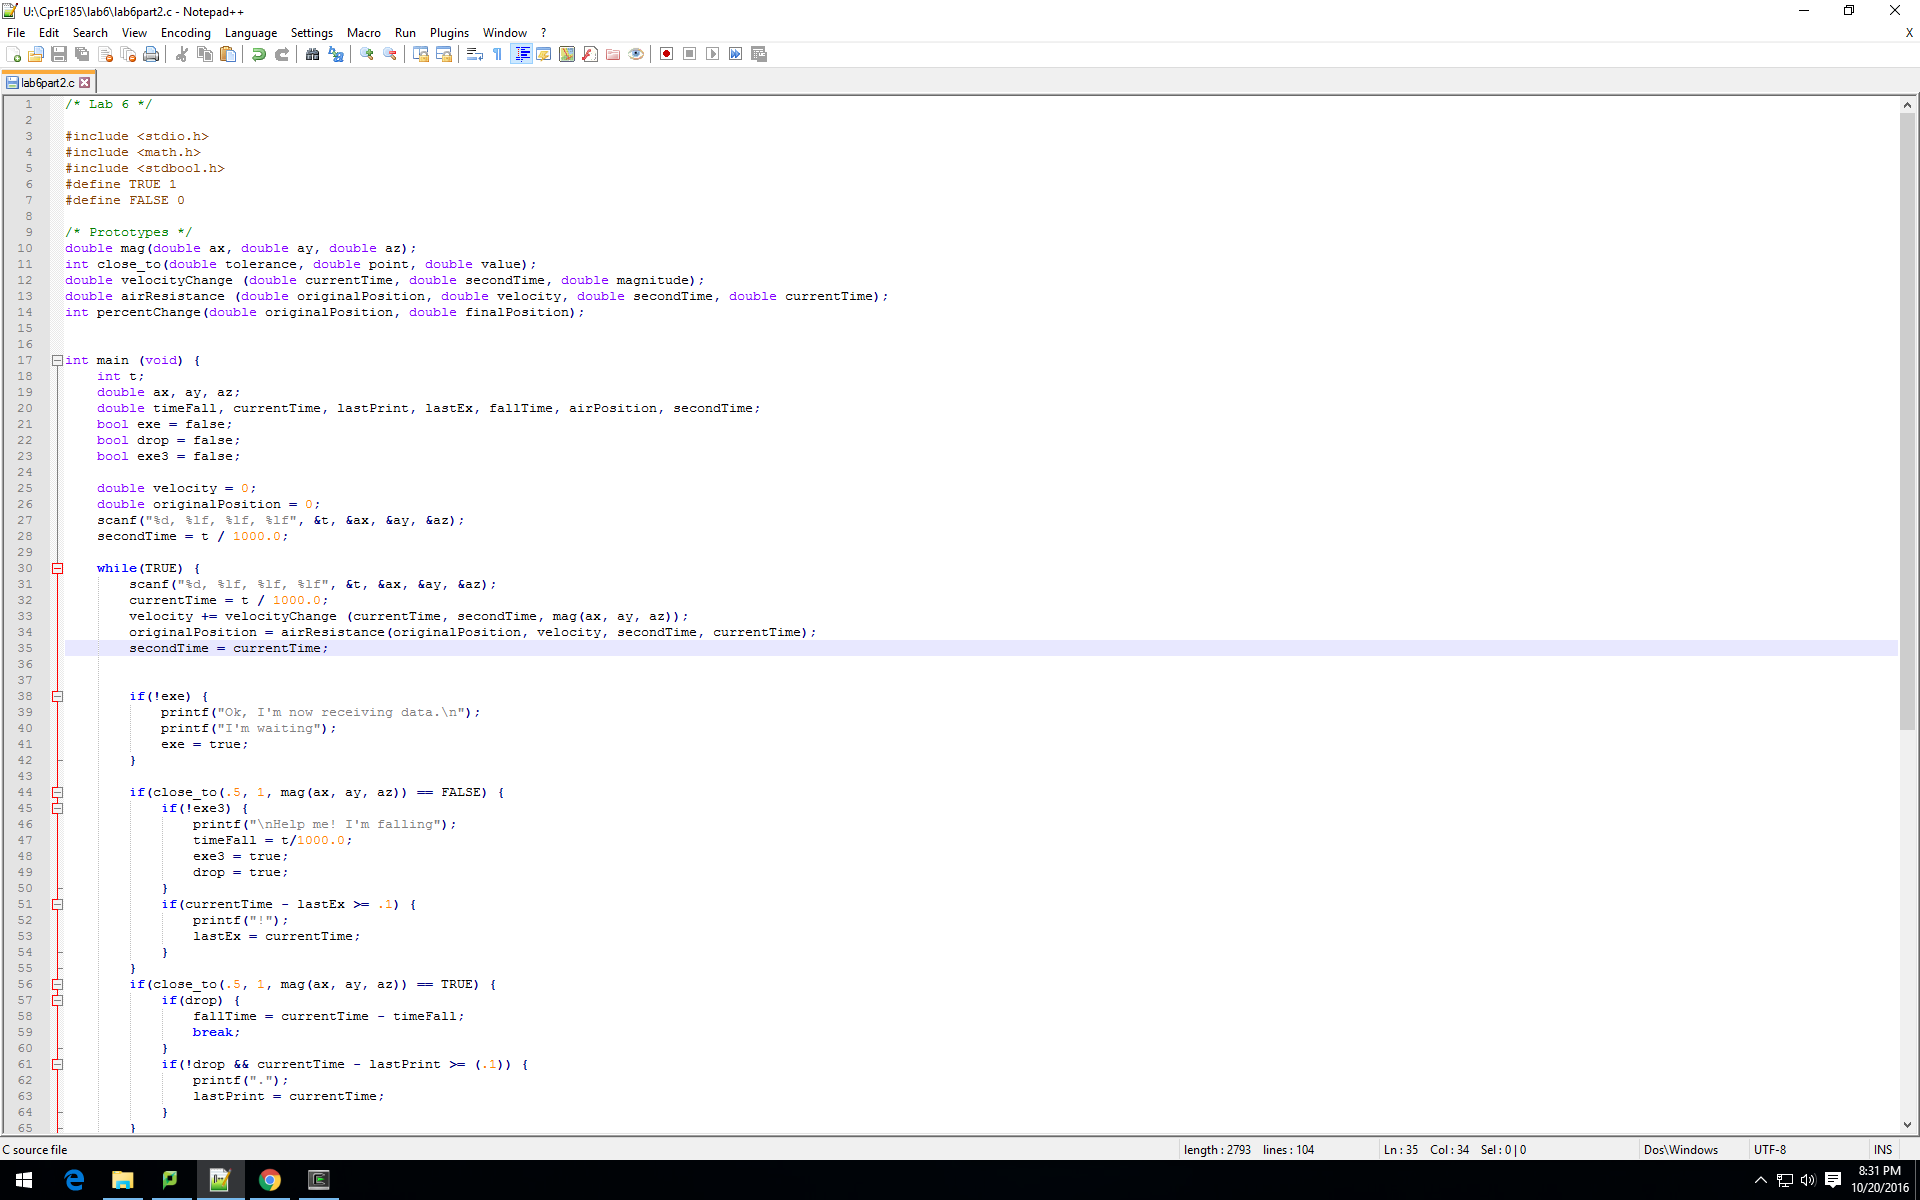 U:\CprE185\lab6\lab6part2.c - Notepad++
File Edit Search View Encoding Language Settings Macro Run Plugins Window ? X
lab6part2.c
1 /* Lab 6 */
2
3 #include <stdio.h>
4 #include <math.h>
5 #include <stdbool.h>
6 #define TRUE 1
7 #define FALSE 0
8
9 /* Prototypes */
10 double mag(double ax, double ay, double az);
11 int close_to(double tolerance, double point, double value);
12 double velocityChange (double currentTime, double secondTime, double magnitude);
13 double airResistance (double originalPosition, double velocity, double secondTime, double currentTime);
14 int percentChange(double originalPosition, double finalPosition);
15
16
17 int main (void) {
18 int t;
19 double ax, ay, az;
20 double timeFall, currentTime, lastPrint, lastEx, fallTime, airPosition, secondTime;
21 bool exe = false;
22 bool drop = false;
23 bool exe3 = false;
24
25 double velocity = 0;
26 double originalPosition = 0;
27 scanf("%d, %lf, %lf, %lf", &t, &ax, &ay, &az);
28 secondTime = t / 1000.0;
29
30 while(TRUE) {
31 scanf("%d, %lf, %lf, %lf", &t, &ax, &ay, &az);
32 currentTime = t / 1000.0;
33 velocity += velocityChange (currentTime, secondTime, mag(ax, ay, az));
34 originalPosition = airResistance(originalPosition, velocity, secondTime, currentTime);
35 secondTime = currentTime;
36
37
38 if(!exe) {
39 printf("Ok, I'm now receiving data.\n");
40 printf("I'm waiting");
41 exe = true;
42 }
43
44 if(close_to(.5, 1, mag(ax, ay, az)) == FALSE) {
45 if(!exe3) {
46 printf("\nHelp me! I'm falling");
47 timeFall = t/1000.0;
48 exe3 = true;
49 drop = true;
50 }
51 if(currentTime - lastEx >= .1) {
52 printf("!");
53 lastEx = currentTime;
54 }
55 }
56 if(close_to(.5, 1, mag(ax, ay, az)) == TRUE) {
57 if(drop) {
58 fallTime = currentTime - timeFall;
59 break;
60 }
61 if(!drop && currentTime - lastPrint >= (.1)) {
62 printf(".");
63 lastPrint = currentTime;
64 }
65 }
C source file length : 2793 lines : 104 Ln : 35 Col : 34 Sel : 0 | 0 Dos\Windows UTF-8 INS
8:31 PM
10/20/2016